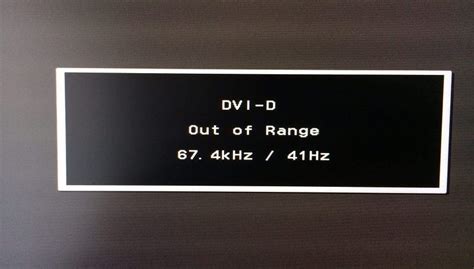 DVI-D
Out of Range
67.4kHz / 41Hz